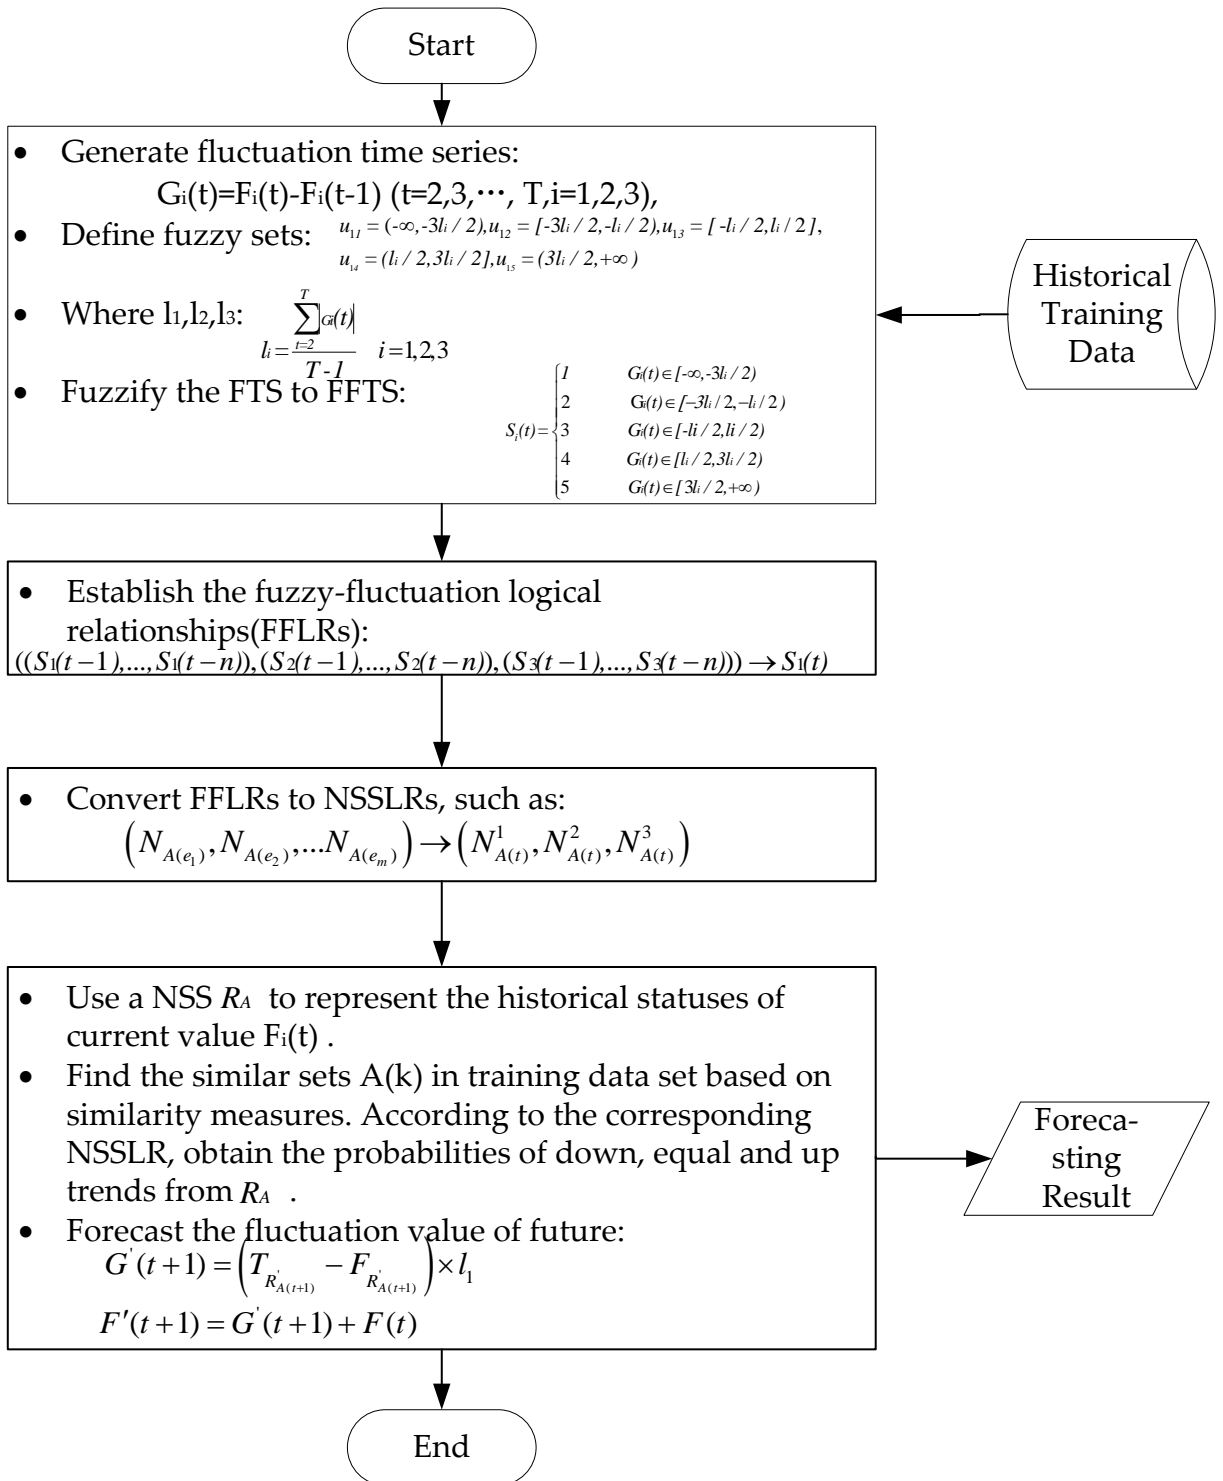 Start
• Generate fluctuation time series:
Gi(t)=Fi(t)-Fi(t-1) (t=2,3,⋯, T,i=1,2,3),
• Define fuzzy sets: u₁₁ = (-∞,-3lᵢ / 2),u₁₂ = [-3lᵢ / 2,-lᵢ / 2),u₁₃ = [ -lᵢ / 2,lᵢ / 2],
u₁₄ = (lᵢ / 2,3lᵢ / 2],u₁₅ = (3lᵢ / 2,+∞ )
• Where l1,l2,l3:
T
∑|Gi(t)|
t=2
li = i=1,2,3
T - 1
• Fuzzify the FTS to FFTS:
1 Gi(t)∈[-∞,-3lᵢ / 2)
2 Gi(t)∈[−3lᵢ / 2,−lᵢ / 2)
Sᵢ(t)={3 Gi(t)∈[-li / 2,li / 2)
4 Gi(t)∈[lᵢ / 2,3lᵢ / 2)
5 Gi(t)∈[3lᵢ / 2,+∞)
Historical
Training
Data
• Establish the fuzzy-fluctuation logical
relationships(FFLRs):
((S1(t−1),...,S1(t−n)),(S2(t−1),...,S2(t−n)),(S3(t−1),...,S3(t−n))) → S1(t)
• Convert FFLRs to NSSLRs, such as:
(N_{A(e₁)}, N_{A(e₂)},...N_{A(eₘ)}) → (N¹_{A(t)}, N²_{A(t)}, N³_{A(t)})
• Use a NSS RA to represent the historical statuses of
current value Fi(t) .
• Find the similar sets A(k) in training data set based on
similarity measures. According to the corresponding
NSSLR, obtain the probabilities of down, equal and up
trends from RA .
• Forecast the fluctuation value of future:
G'(t+1) = (T_{R'_{A(t+1)}} − F_{R'_{A(t+1)}}) × l₁
F′(t+1) = G'(t+1) + F(t)
Foreca-
sting
Result
End